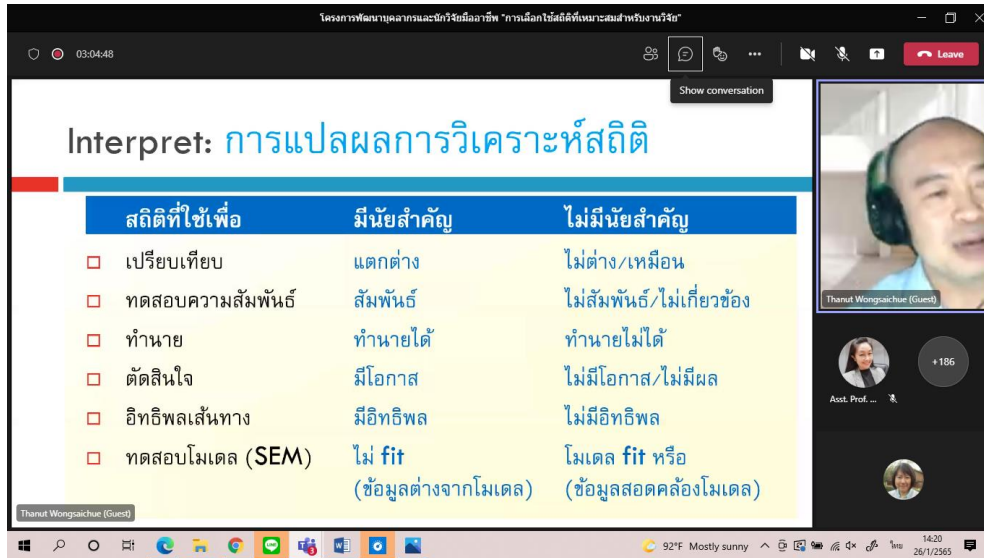 โครงการพัฒนาบุคลากรและนักวิจัยมืออาชีพ "การเลือกใช้สถิติที่เหมาะสมสำหรับงานวิจัย"
03:04:48
Leave
Show conversation
Interpret: การแปลผลการวิเคราะห์สถิติ
สถิติที่ใช้เพื่อ มีนัยสำคัญ ไม่มีนัยสำคัญ
เปรียบเทียบ แตกต่าง ไม่ต่าง/เหมือน
ทดสอบความสัมพันธ์ สัมพันธ์ ไม่สัมพันธ์/ไม่เกี่ยวข้อง
ทำนาย ทำนายได้ ทำนายไม่ได้
ตัดสินใจ มีโอกาส ไม่มีโอกาส/ไม่มีผล
อิทธิพลเส้นทาง มีอิทธิพล ไม่มีอิทธิพล
ทดสอบโมเดล (SEM) ไม่ fit โมเดล fit หรือ
(ข้อมูลต่างจากโมเดล) (ข้อมูลสอดคล้องโมเดล)
Thanut Wongsaichue (Guest)
+186
Asst. Prof. ...
Thanut Wongsaichue (Guest)
92°F Mostly sunny
ไทย
14:20
26/1/2565